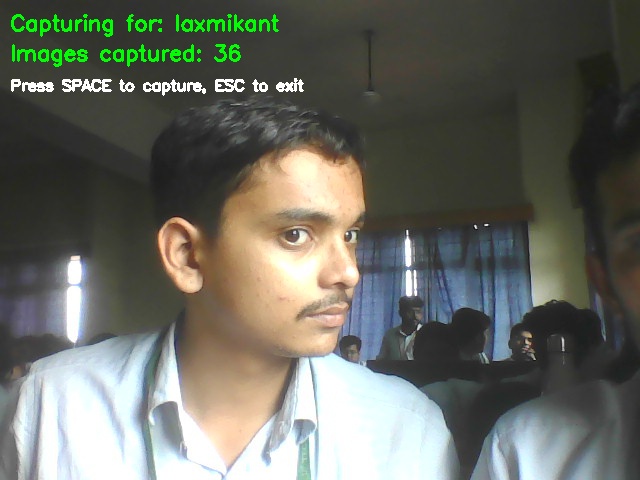 Capturing for: laxmikant
Images captured: 36
Press SPACE to capture, ESC to exit